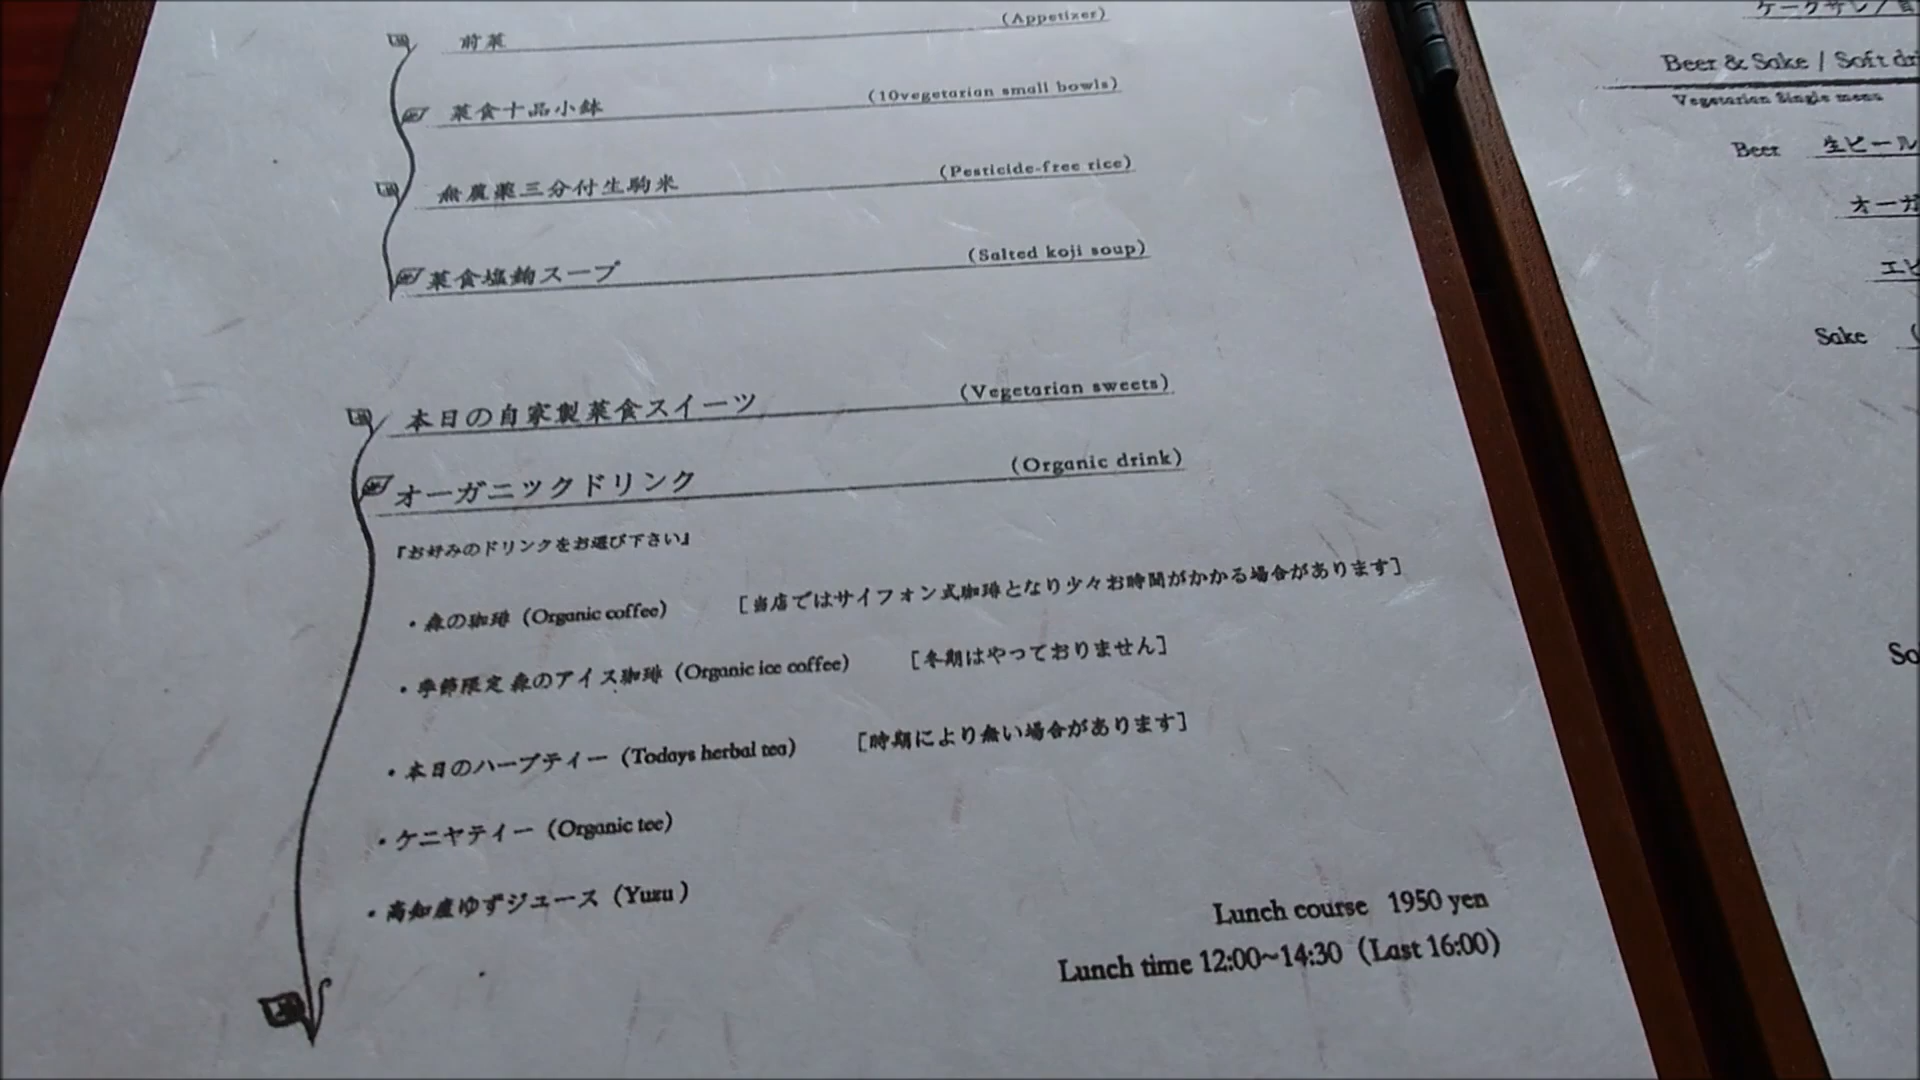 前菜 (Appetizer)
菜食十品小鉢 (10vegetarian small bowls)
無農薬三分付生駒米 (Pesticide-free rice)
菜食塩麹スープ (Salted koji soup)
本日の自家製菜食スイーツ (Vegetarian sweets)
オーガニックドリンク (Organic drink)
『お好みのドリンクをお選び下さい』
・森の珈琲 (Organic coffee) [当店ではサイフォン式珈琲となり少々お時間がかかる場合があります]
・季節限定 森のアイス珈琲 (Organic ice coffee) [冬期はやっておりません]
・本日のハーブティー (Todays herbal tea) [時期により無い場合があります]
・ケニヤティー (Organic tee)
・高知産ゆずジュース (Yuzu )
Lunch course 1950 yen
Lunch time 12:00~14:30 (Last 16:00)
Beer & Sake / Soft dr
Vegetarian Single menu
Beer 生ビール
オーガ
エビ
Sake
So